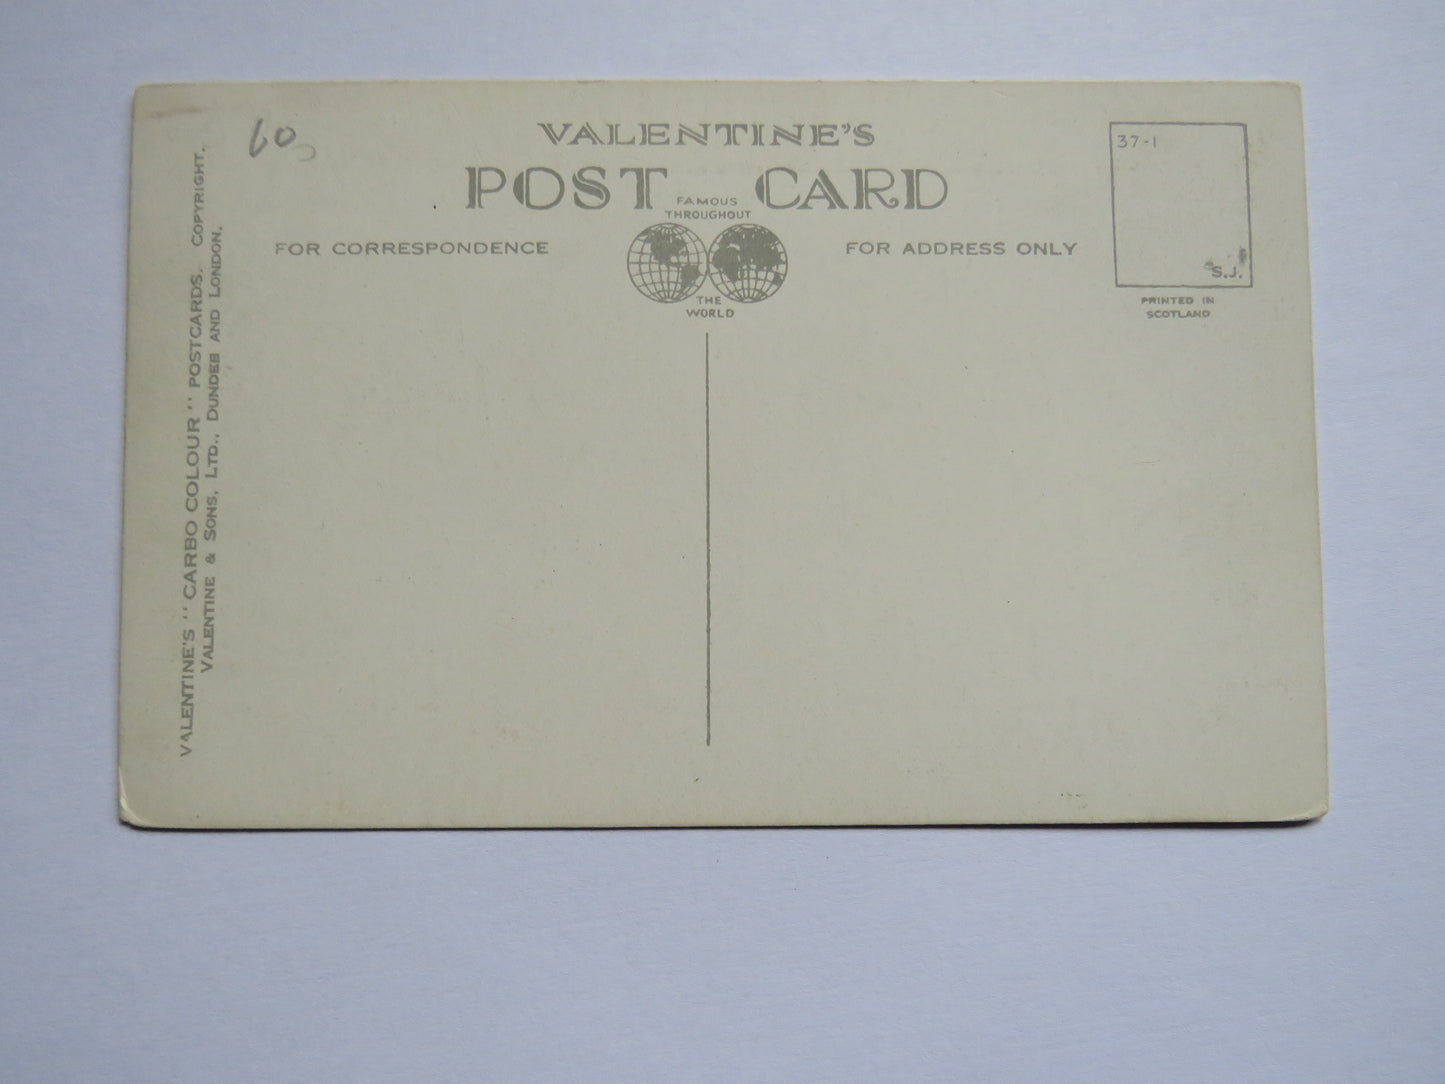 60
VALENTINE'S
POST CARD
FAMOUS
THROUGHOUT
THE
WORLD
FOR CORRESPONDENCE
FOR ADDRESS ONLY
37-1
S.J.
PRINTED IN
SCOTLAND
VALENTINE'S "CARBO COLOUR" POSTCARDS. COPYRIGHT.
VALENTINE & SONS, LTD., DUNDEE AND LONDON.